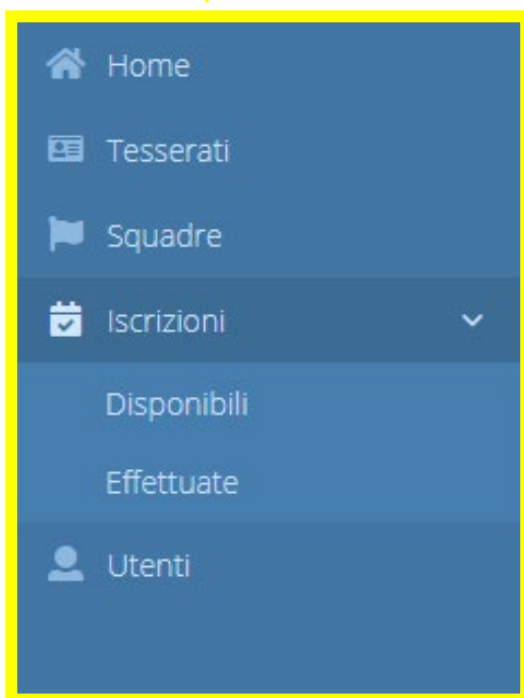 Home
Tesserati
Squadre
Iscrizioni
Disponibili
Effettuate
Utenti